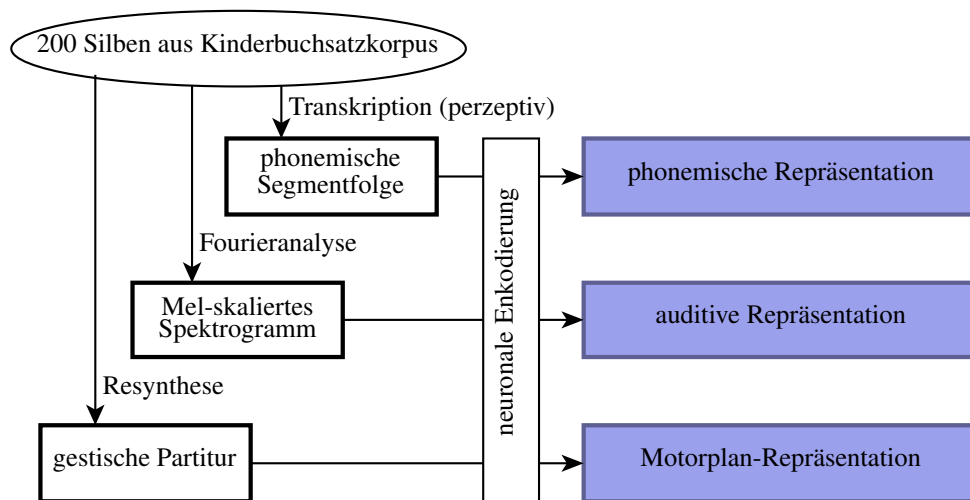 200 Silben aus Kinderbuchsatzkorpus
Transkription (perzeptiv)
phonemische
Segmentfolge
phonemische Repräsentation
Fourieranalyse
Mel-skaliertes
Spektrogramm
auditive Repräsentation
Resynthese
gestische Partitur
neuronale Enkodierung
Motorplan-Repräsentation